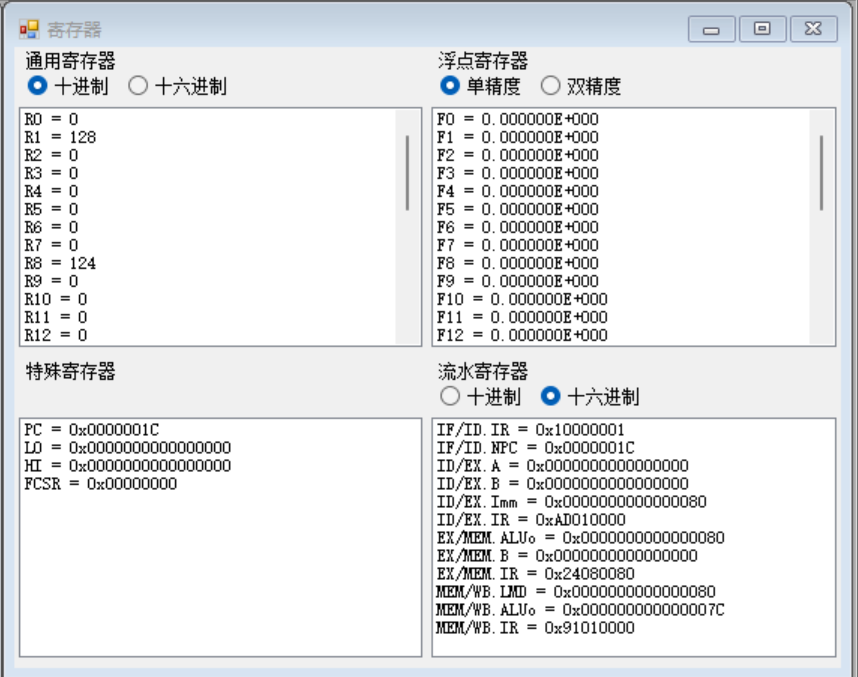 寄存器
通用寄存器
十进制 十六进制
R0 = 0
R1 = 128
R2 = 0
R3 = 0
R4 = 0
R5 = 0
R6 = 0
R7 = 0
R8 = 124
R9 = 0
R10 = 0
R11 = 0
R12 = 0
浮点寄存器
单精度 双精度
F0 = 0.000000E+000
F1 = 0.000000E+000
F2 = 0.000000E+000
F3 = 0.000000E+000
F4 = 0.000000E+000
F5 = 0.000000E+000
F6 = 0.000000E+000
F7 = 0.000000E+000
F8 = 0.000000E+000
F9 = 0.000000E+000
F10 = 0.000000E+000
F11 = 0.000000E+000
F12 = 0.000000E+000
特殊寄存器
PC = 0x0000001C
LO = 0x0000000000000000
HI = 0x0000000000000000
FCSR = 0x00000000
流水寄存器
十进制 十六进制
IF/ID.IR = 0x10000001
IF/ID.NPC = 0x0000001C
ID/EX.A = 0x0000000000000000
ID/EX.B = 0x0000000000000000
ID/EX.Imm = 0x0000000000000080
ID/EX.IR = 0xAD010000
EX/MEM.ALUo = 0x0000000000000080
EX/MEM.B = 0x0000000000000000
EX/MEM.IR = 0x24080080
MEM/WB.LMD = 0x0000000000000080
MEM/WB.ALUo = 0x000000000000007C
MEM/WB.IR = 0x91010000